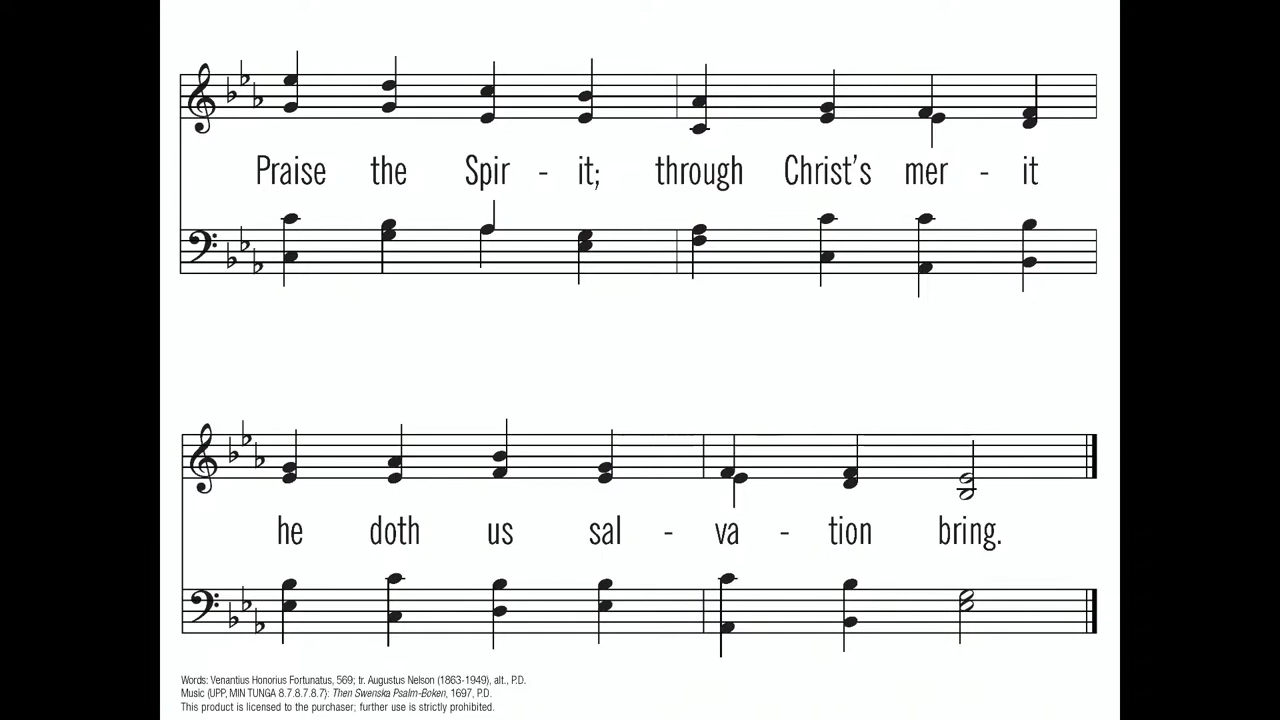 Praise the Spir - it; through Christ's mer - it
he doth us sal - va - tion bring.
Words: Venantius Honorius Fortunatus, 569; tr. Augustus Nelson (1863-1949), alt., P.D.
Music (UPP, MIN TUNGA 8.7.8.7.8.7): Then Swenska Psalm-Boken, 1697, P.D.
This product is licensed to the purchaser; further use is strictly prohibited.